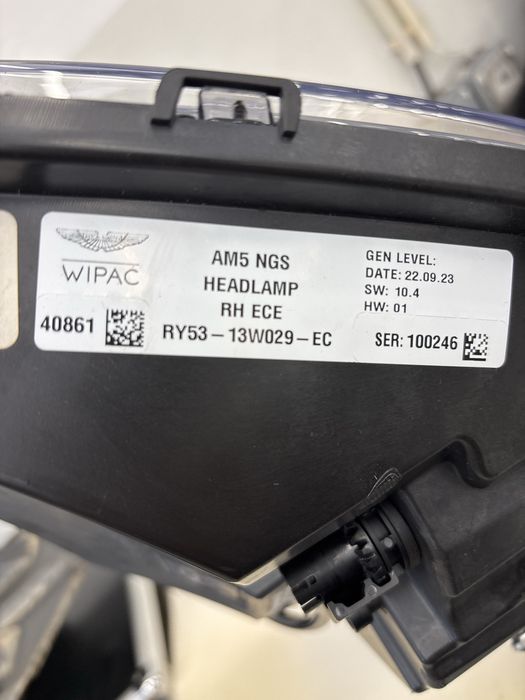 WIPAC
40861
AM5 NGS
HEADLAMP
RH ECE
RY53-13W029-EC
GEN LEVEL:
DATE: 22.09.23
SW: 10.4
HW: 01
SER: 100246